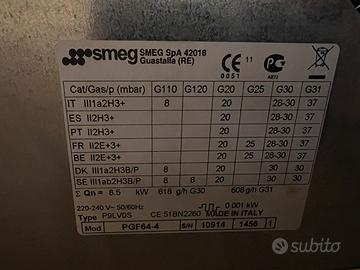 smeg SMEG SpA 42016
Guastalla (RE)
CE 11
0051
Cat/Gas/p (mbar) G110 G120 G20 G25 G30 G31
IT III1a2H3+ 8 20 28-30 37
ES II2H3+ 20 28-30 37
PT II2H3+ 20 28-30 37
FR II2E+3+ 20 25 28-30 37
BE II2E+3+ 20 25 28-30 37
DK III1a2H3B/P 8 20 30 30
SE III1ab2H3B/P 8 8 20 30 30
Σ Qn= 8.5 kW 618 g/h G30 608 g/h G31
220-240 V~ 50/60Hz 0.001 kW
Type P9LV0S CE 51BN2260 MADE IN ITALY
Mod PGF64-4 S/N 10914 1456 1
subito